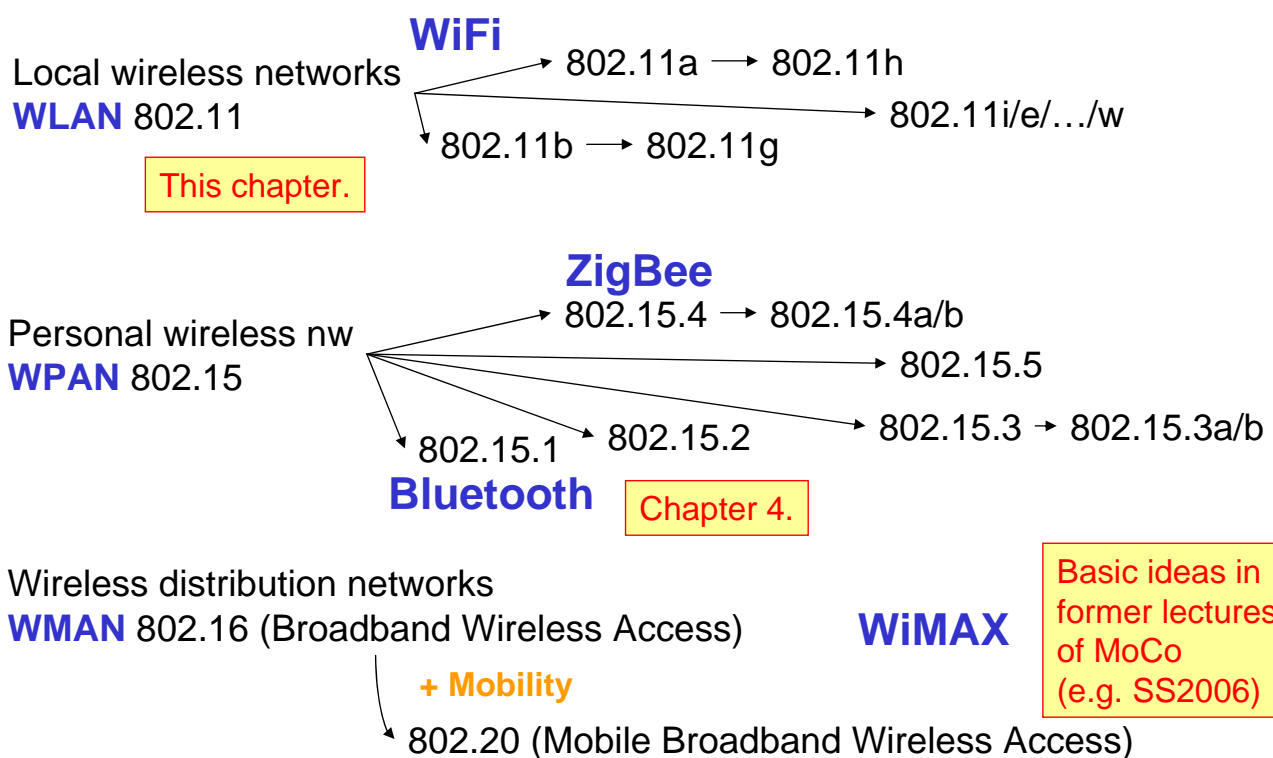 WiFi
802.11a → 802.11h
Local wireless networks
WLAN 802.11
802.11i/e/…/w
802.11b → 802.11g
This chapter.
ZigBee
802.15.4 → 802.15.4a/b
Personal wireless nw
WPAN 802.15
802.15.5
802.15.3 → 802.15.3a/b
802.15.2
802.15.1
Bluetooth
Chapter 4.
Wireless distribution networks
WMAN 802.16 (Broadband Wireless Access)
WiMAX
Basic ideas in
former lectures
of MoCo
(e.g. SS2006)
+ Mobility
802.20 (Mobile Broadband Wireless Access)